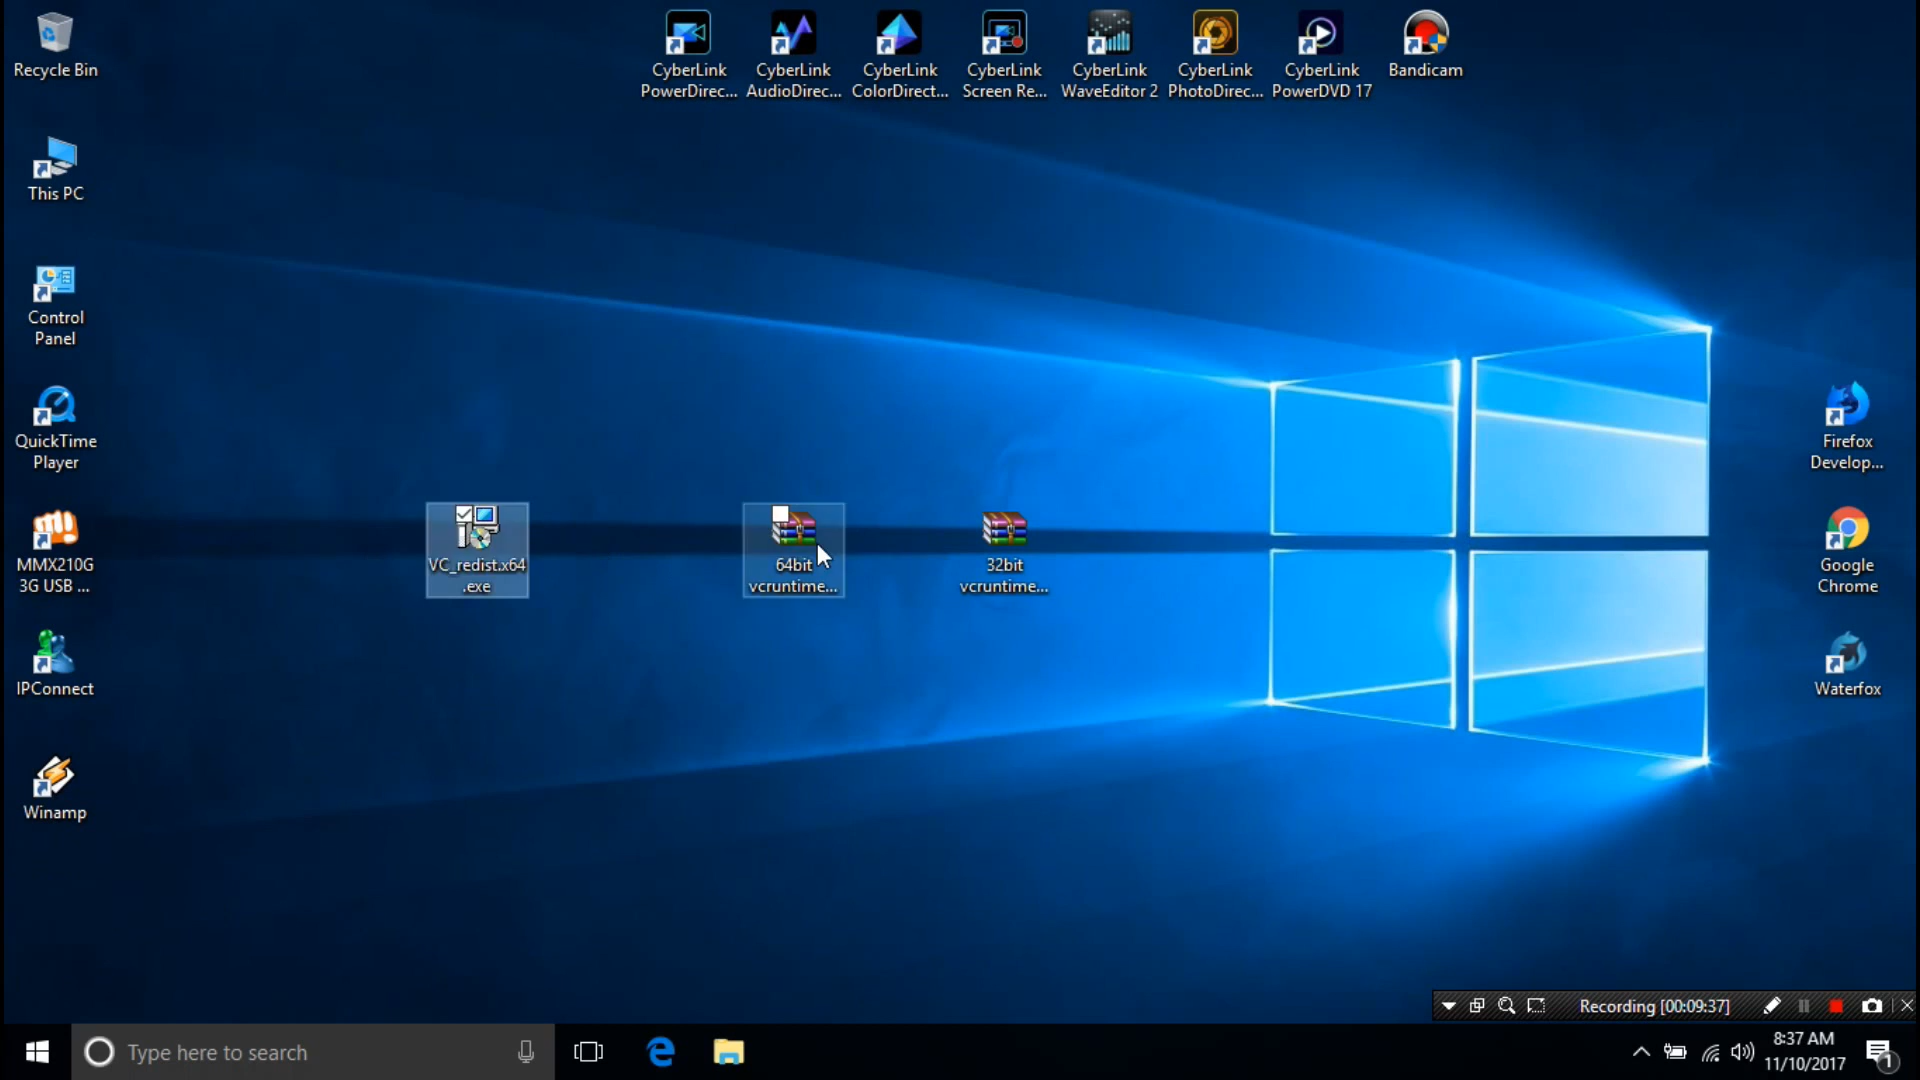 Recycle Bin
This PC
Control
Panel
QuickTime
Player
MMX210G
3G USB ...
IPConnect
Winamp
CyberLink
PowerDirec...
CyberLink
AudioDirec...
CyberLink
ColorDirect...
CyberLink
Screen Re...
CyberLink
WaveEditor 2
CyberLink
PhotoDirec...
CyberLink
PowerDVD 17
Bandicam
VC_redist.x64
.exe
64bit
vcruntime...
32bit
vcruntime...
Firefox
Develop...
Google
Chrome
Waterfox
Recording [00:09:37]
Type here to search
8:37 AM
11/10/2017
1